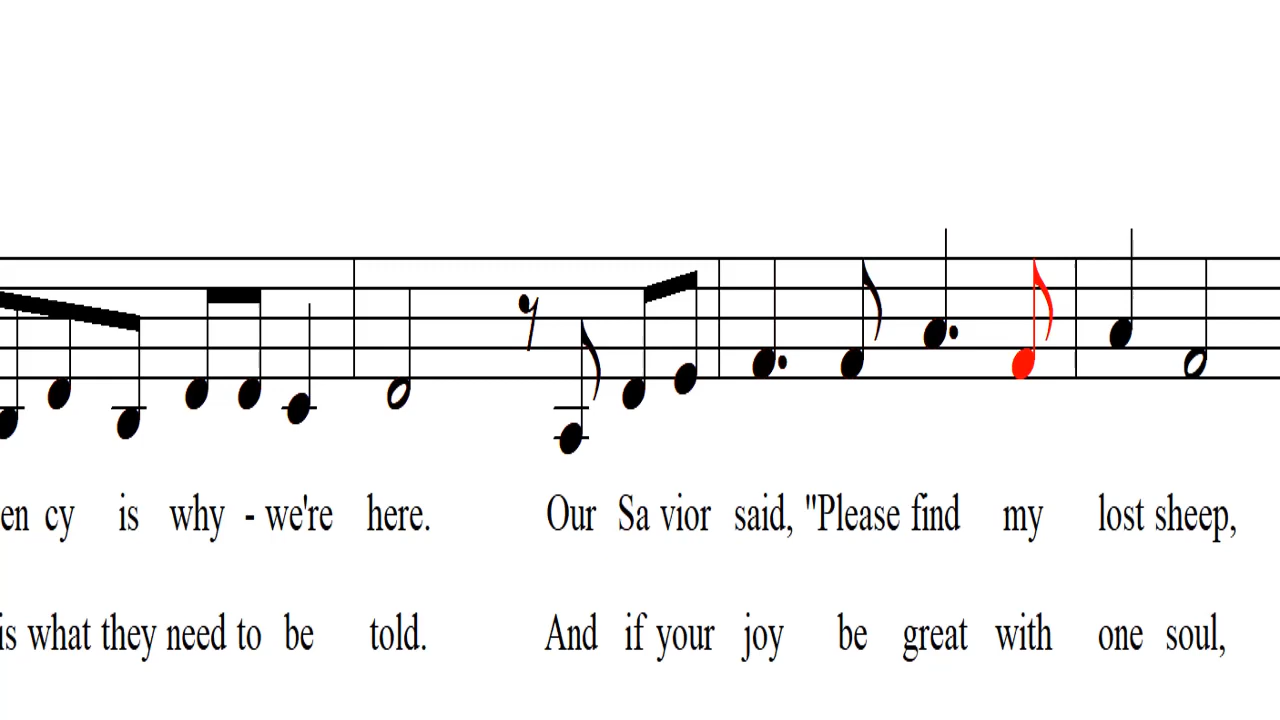 en cy is why - we're here. Our Sa vior said, "Please find my lost sheep,
is what they need to be told. And if your joy be great with one soul,